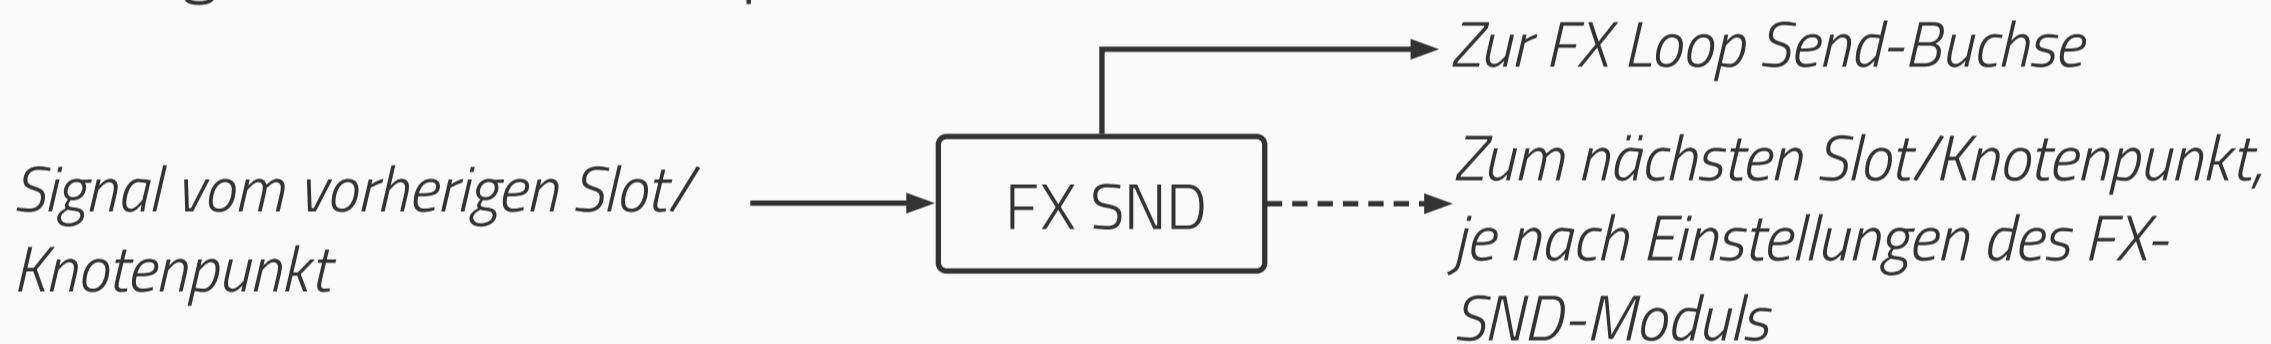 Zur FX Loop Send-Buchse
Signal vom vorherigen Slot/
Knotenpunkt
FX SND
Zum nächsten Slot/Knotenpunkt,
je nach Einstellungen des FX-
SND-Moduls